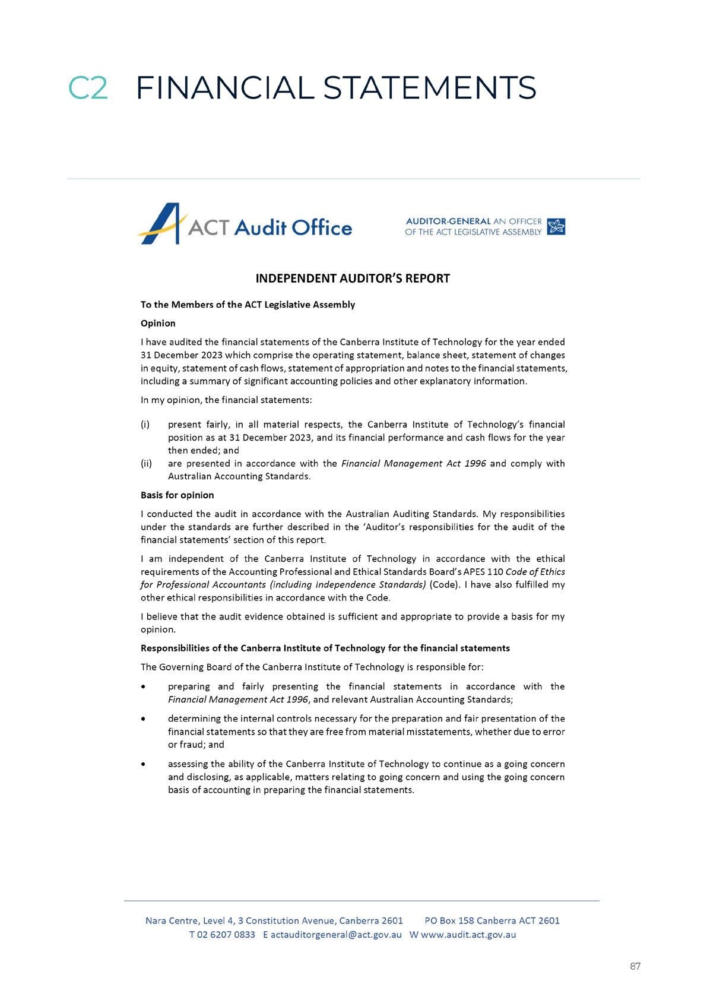 C2 FINANCIAL STATEMENTS
ACT Audit Office
AUDITOR-GENERAL AN OFFICER
OF THE ACT LEGISLATIVE ASSEMBLY
INDEPENDENT AUDITOR’S REPORT
To the Members of the ACT Legislative Assembly
Opinion
I have audited the financial statements of the Canberra Institute of Technology for the year ended
31 December 2023 which comprise the operating statement, balance sheet, statement of changes
in equity, statement of cash flows, statement of appropriation and notes to the financial statements,
including a summary of significant accounting policies and other explanatory information.
In my opinion, the financial statements:
(i) present fairly, in all material respects, the Canberra Institute of Technology’s financial
position as at 31 December 2023, and its financial performance and cash flows for the year
then ended; and
(ii) are presented in accordance with the Financial Management Act 1996 and comply with
Australian Accounting Standards.
Basis for opinion
I conducted the audit in accordance with the Australian Auditing Standards. My responsibilities
under the standards are further described in the ‘Auditor’s responsibilities for the audit of the
financial statements’ section of this report.
I am independent of the Canberra Institute of Technology in accordance with the ethical
requirements of the Accounting Professional and Ethical Standards Board’s APES 110 Code of Ethics
for Professional Accountants (including Independence Standards) (Code). I have also fulfilled my
other ethical responsibilities in accordance with the Code.
I believe that the audit evidence obtained is sufficient and appropriate to provide a basis for my
opinion.
Responsibilities of the Canberra Institute of Technology for the financial statements
The Governing Board of the Canberra Institute of Technology is responsible for:
• preparing and fairly presenting the financial statements in accordance with the
Financial Management Act 1996, and relevant Australian Accounting Standards;
• determining the internal controls necessary for the preparation and fair presentation of the
financial statements so that they are free from material misstatements, whether due to error
or fraud; and
• assessing the ability of the Canberra Institute of Technology to continue as a going concern
and disclosing, as applicable, matters relating to going concern and using the going concern
basis of accounting in preparing the financial statements.
Nara Centre, Level 4, 3 Constitution Avenue, Canberra 2601 PO Box 158 Canberra ACT 2601
T 02 6207 0833 E actauditorgeneral@act.gov.au W www.audit.act.gov.au
87